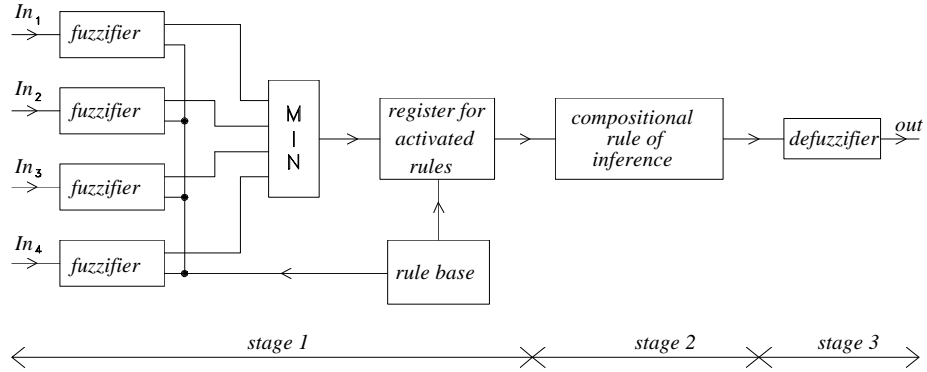 In1
fuzzifier
In2
fuzzifier
In3
fuzzifier
In4
fuzzifier
MIN
register for
activated
rules
compositional
rule of
inference
defuzzifier
out
rule base
stage 1
stage 2
stage 3